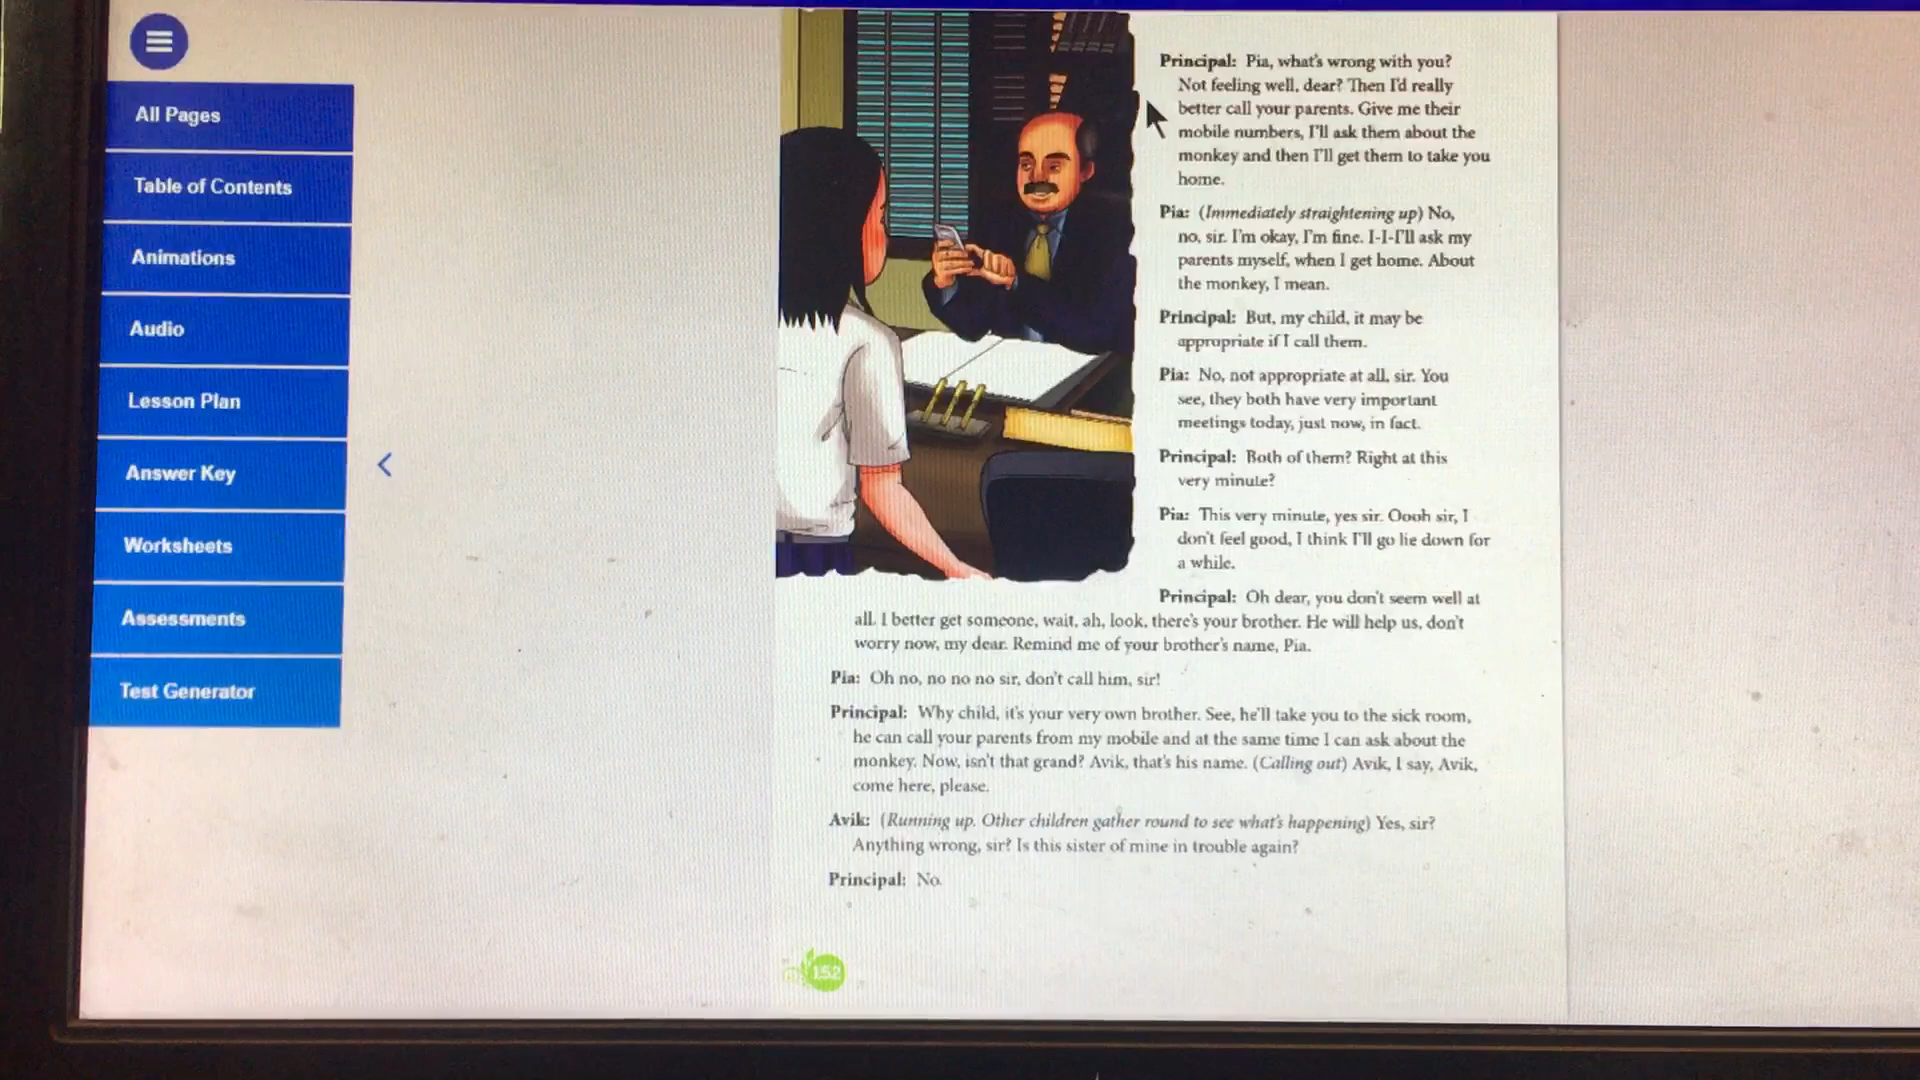 All Pages
Table of Contents
Animations
Audio
Lesson Plan
Answer Key
Worksheets
Assessments
Test Generator
Principal: Pia, what's wrong with you?
Not feeling well, dear? Then I'd really
better call your parents. Give me their
mobile numbers, I'll ask them about the
monkey and then I'll get them to take you
home.
Pia: (Immediately straightening up) No,
no, sir. I'm okay, I'm fine. I-I-I'll ask my
parents myself, when I get home. About
the monkey, I mean.
Principal: But, my child, it may be
appropriate if I call them.
Pia: No, not appropriate at all, sir. You
see, they both have very important
meetings today, just now, in fact.
Principal: Both of them? Right at this
very minute?
Pia: This very minute, yes sir. Oooh sir, I
don't feel good, I think I'll go lie down for
a while.
Principal: Oh dear, you don't seem well at
all. I better get someone, wait, ah, look, there's your brother. He will help us, don't
worry now, my dear. Remind me of your brother's name, Pia.
Pia: Oh no, no no no sir, don't call him, sir!
Principal: Why child, it's your very own brother. See, he'll take you to the sick room,
he can call your parents from my mobile and at the same time I can ask about the
monkey. Now, isn't that grand? Avik, that's his name. (Calling out) Avik, I say, Avik,
come here, please.
Avik: (Running up. Other children gather round to see what's happening) Yes, sir?
Anything wrong, sir? Is this sister of mine in trouble again?
Principal: No.
152